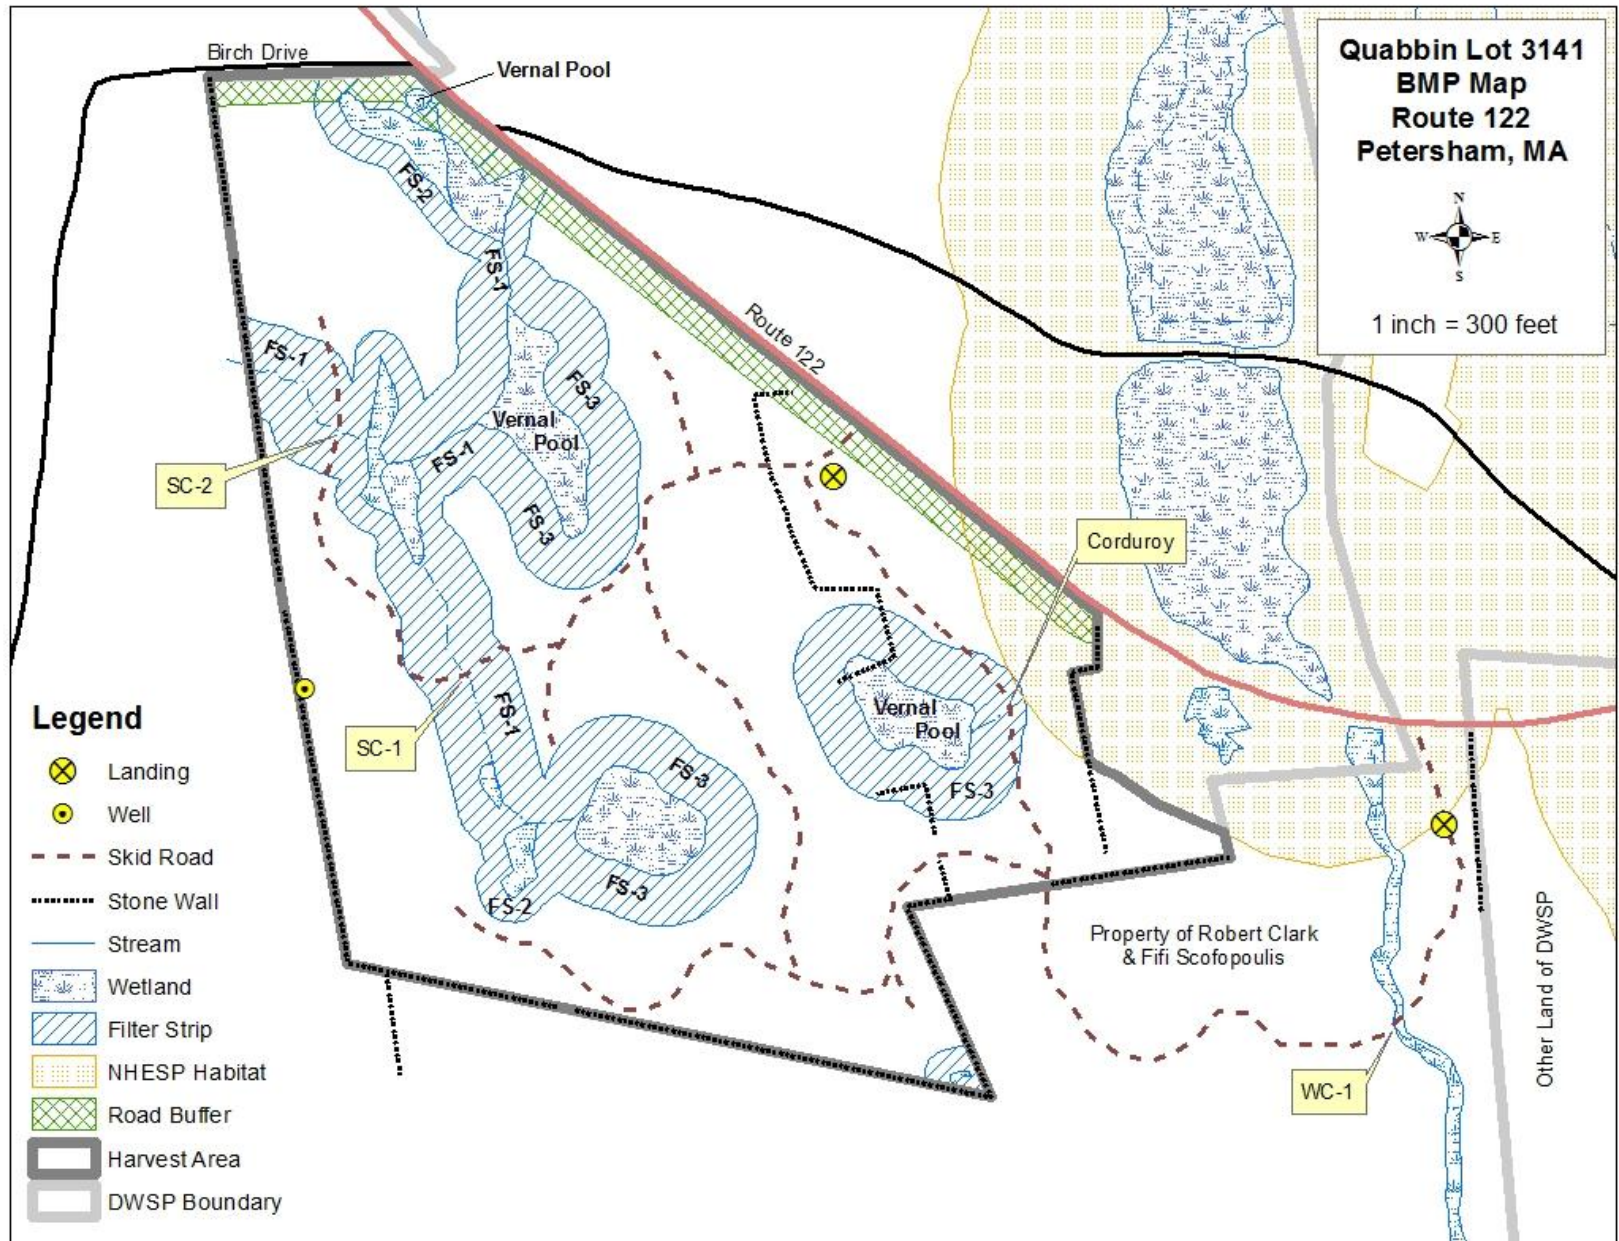 Quabbin Lot 3141
BMP Map
Route 122
Petersham, MA
N
W
E
S
1 inch = 300 feet
Birch Drive
Vernal Pool
FS-2
FS-1
Route 122
FS-1
FS-3
Vernal
Pool
FS-1
SC-2
FS-3
Corduroy
FS-1
SC-1
Vernal
Pool
FS-3
FS-3
FS-3
FS-2
Property of Robert Clark
& Fifi Scofopoulis
Other Land of DWSP
WC-1
Legend
Landing
Well
Skid Road
Stone Wall
Stream
Wetland
Filter Strip
NHESP Habitat
Road Buffer
Harvest Area
DWSP Boundary